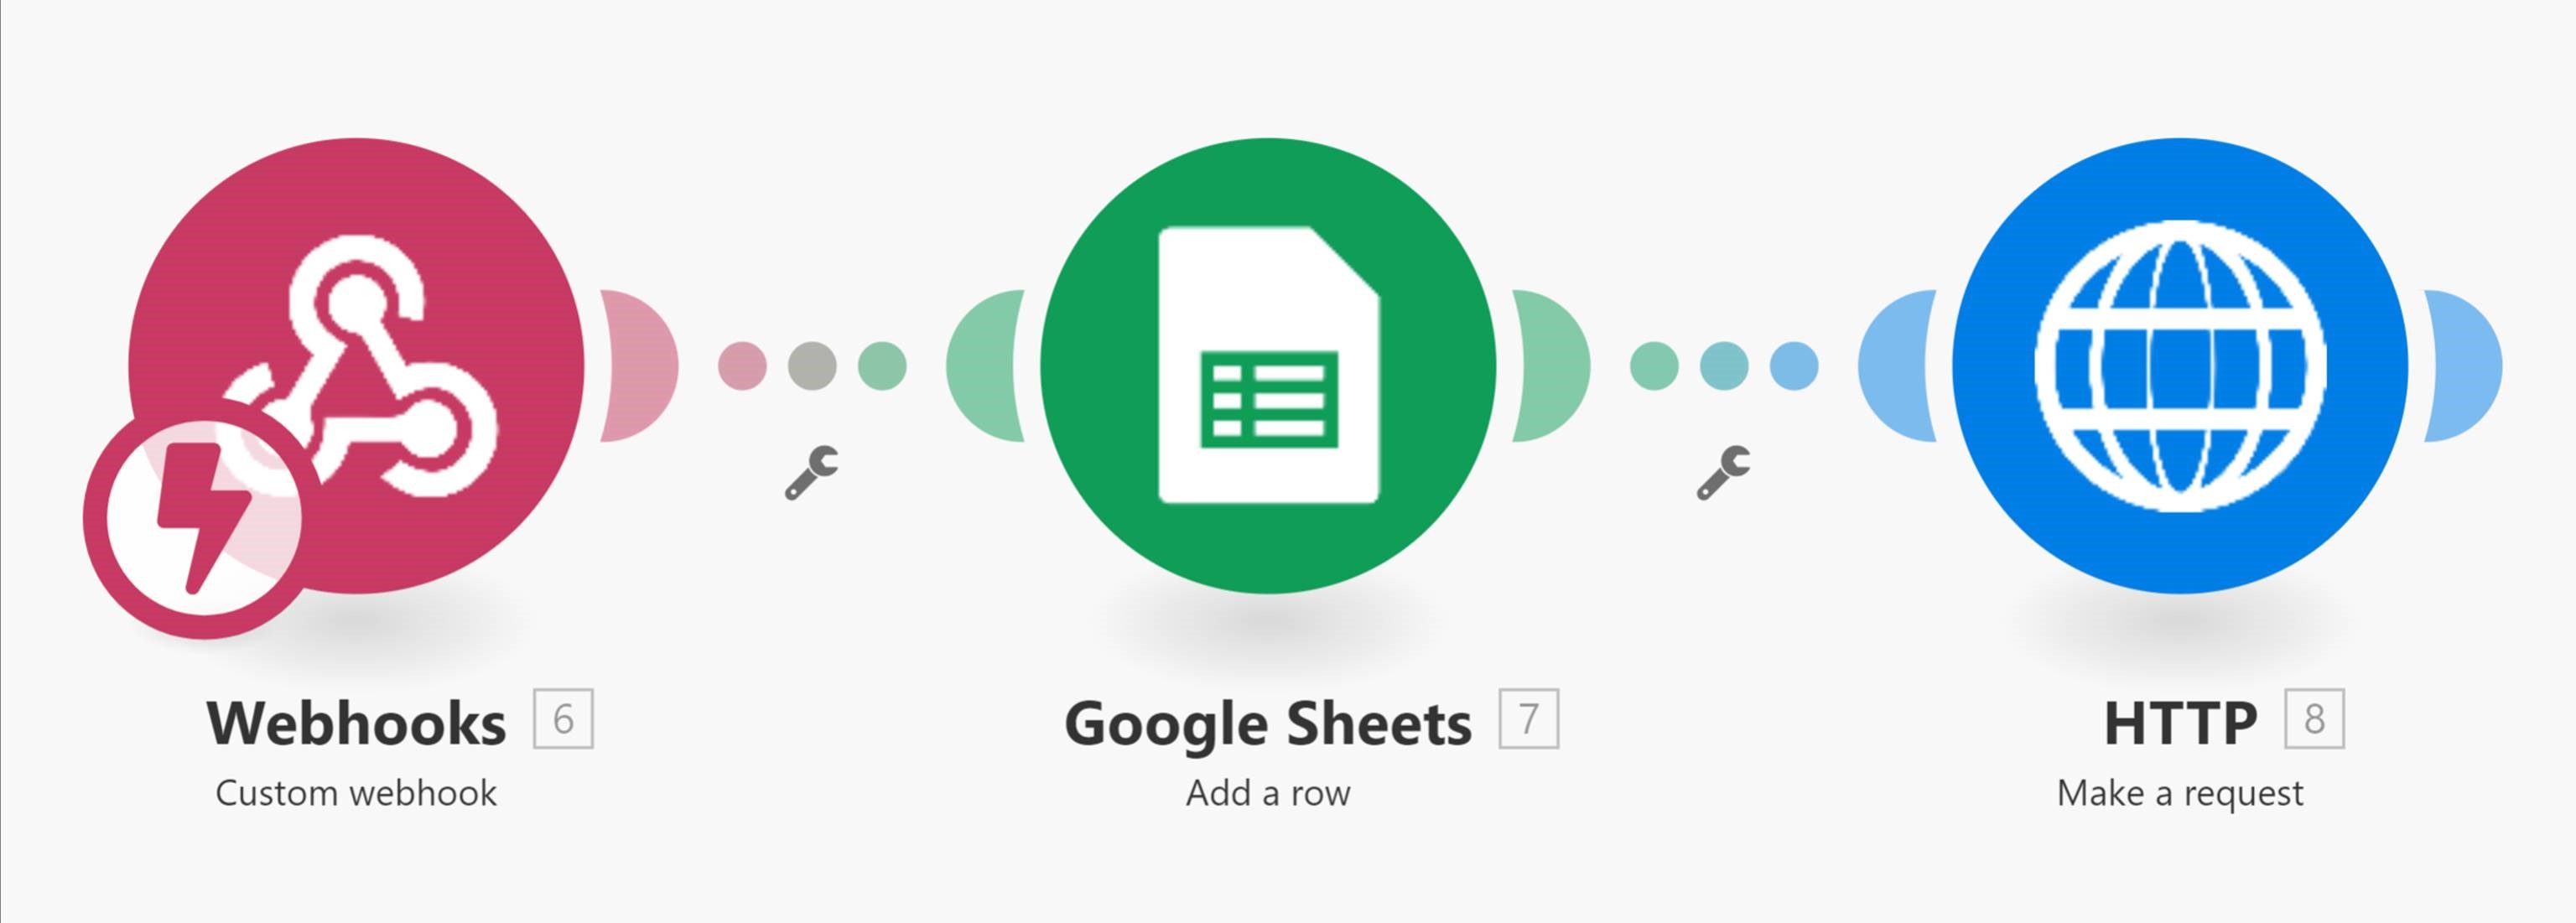 Webhooks 6
Custom webhook
Google Sheets 7
Add a row
HTTP 8
Make a request